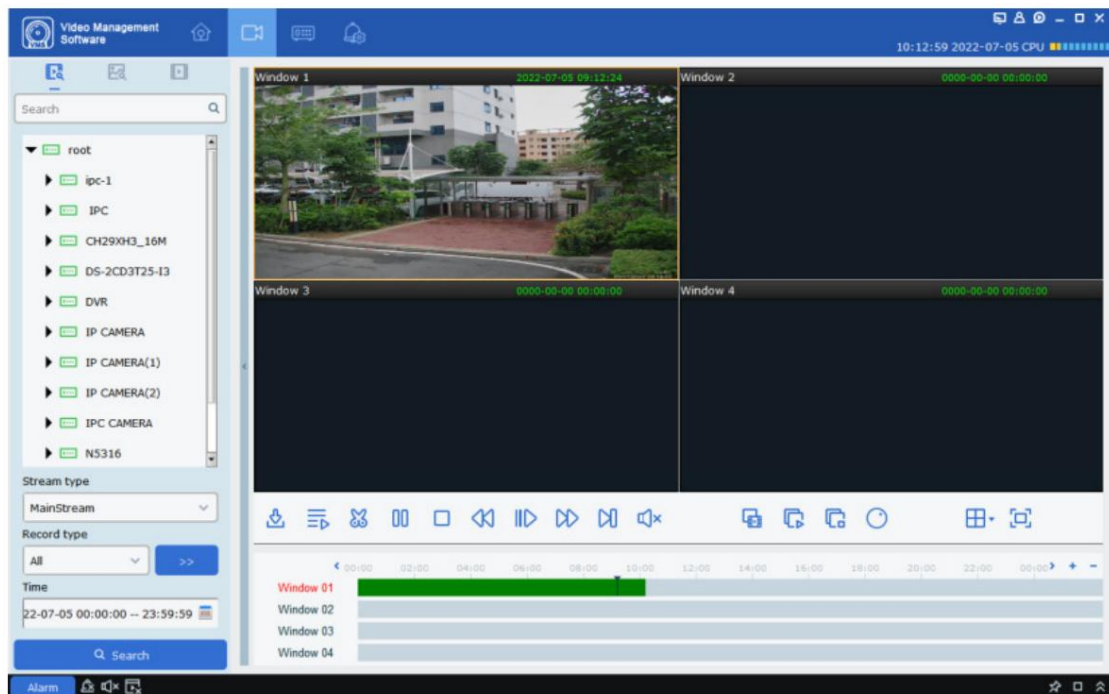 Video Management
Software
10:12:59 2022-07-05 CPU
Search
root
ipc-1
IPC
CH29XH3_16M
DS-2CD3T25-I3
DVR
IP CAMERA
IP CAMERA(1)
IP CAMERA(2)
IPC CAMERA
N5316
Stream type
MainStream
Record type
All
>>
Time
22-07-05 00:00:00 -- 23:59:59
Search
Window 1 2022-07-05 09:12:24
Window 2 0000-00-00 00:00:00
Window 3 0000-00-00 00:00:00
Window 4 0000-00-00 00:00:00
00:00 02:00 04:00 06:00 08:00 10:00 12:00 14:00 16:00 18:00 20:00 22:00 00:00
Window 01
Window 02
Window 03
Window 04
Alarm